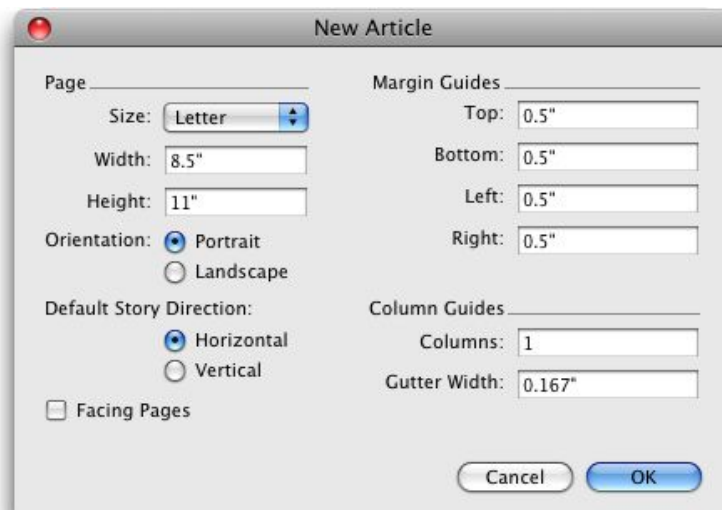 New Article
Page
Size: Letter
Width: 8.5"
Height: 11"
Orientation: Portrait
Landscape
Default Story Direction:
Horizontal
Vertical
Facing Pages
Margin Guides
Top: 0.5"
Bottom: 0.5"
Left: 0.5"
Right: 0.5"
Column Guides
Columns: 1
Gutter Width: 0.167"
Cancel OK